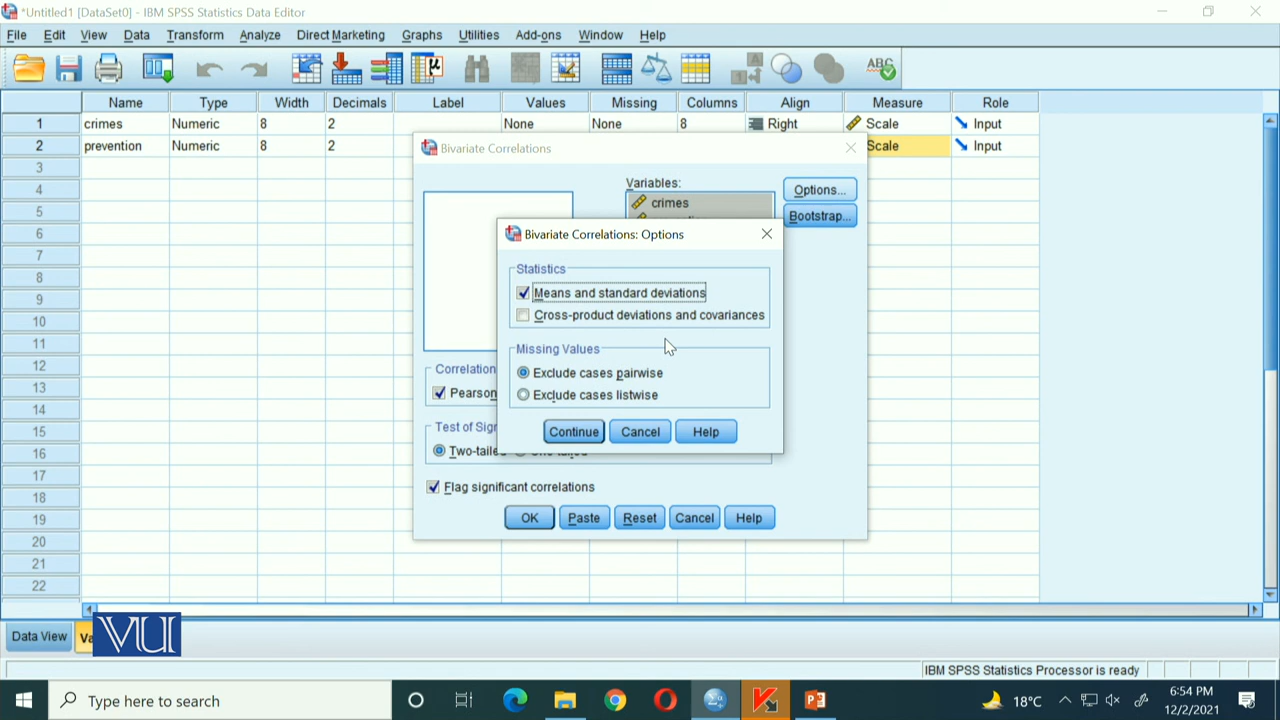 *Untitled1 [DataSet0] - IBM SPSS Statistics Data Editor
File Edit View Data Transform Analyze Direct Marketing Graphs Utilities Add-ons Window Help
ABC
Name Type Width Decimals Label Values Missing Columns Align Measure Role
1 crimes Numeric 8 2 None None 8 Right Scale Input
2 prevention Numeric 8 2 Scale Input
3
4
5
6
7
8
9
10
11
12
13
14
15
16
17
18
19
20
21
22
Bivariate Correlations
Variables:
crimes
Options...
Bootstrap...
Bivariate Correlations: Options
Statistics
Means and standard deviations
Cross-product deviations and covariances
Missing Values
Exclude cases pairwise
Exclude cases listwise
Continue Cancel Help
Correlation
Pearson
Test of Sig
Two-taile
Flag significant correlations
OK Paste Reset Cancel Help
Data View Va
VU
IBM SPSS Statistics Processor is ready
Type here to search
18°C
6:54 PM
12/2/2021